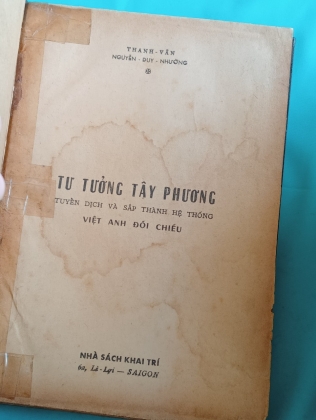 THANH - VÂN
NGUYỄN - DUY - NHƯỜNG
TƯ TƯỞNG TÂY PHƯƠNG
TUYỂN DỊCH VÀ SẮP THÀNH HỆ THỐNG
VIỆT ANH ĐỐI CHIẾU
NHÀ SÁCH KHAI TRÍ
62, Lê-Lợi — SAIGON